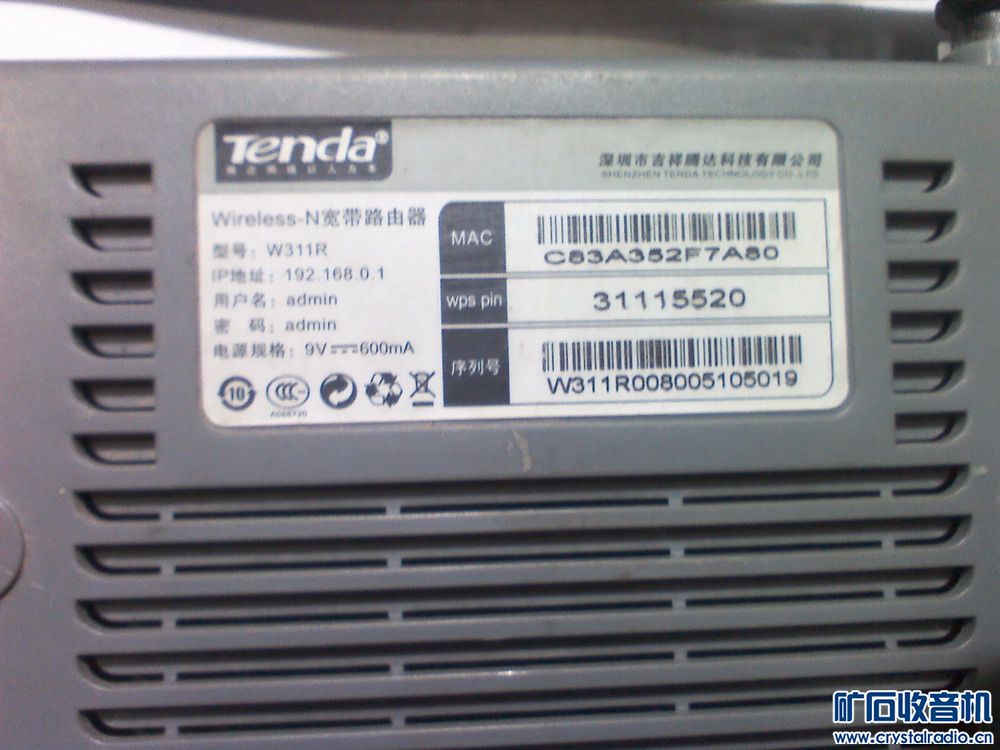 Tenda®
深圳市吉祥腾达科技有限公司
SHENZHEN TENDA TECHNOLOGY CO., LTD
Wireless-N宽带路由器
型号：W311R
IP地址：192.168.0.1
用户名：admin
密 码：admin
电源规格：9V⎓600mA
10
CCC
A066720
MAC
C83A352F7A80
wps pin
31115520
序列号
W311R008005105019
矿石收音机
www.crystalradio.cn